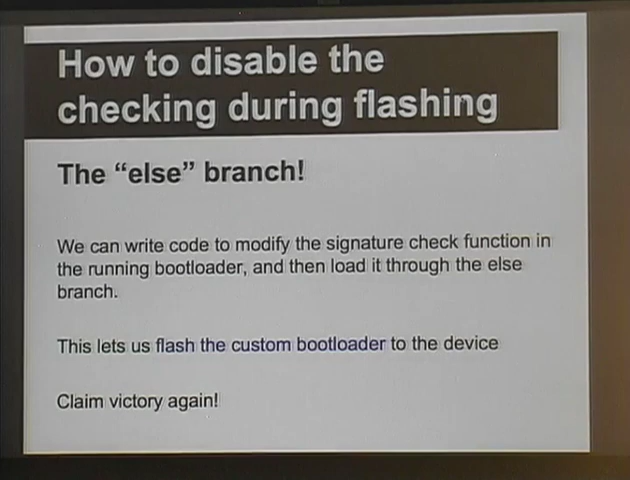 How to disable the
checking during flashing
The “else” branch!
We can write code to modify the signature check function in
the running bootloader, and then load it through the else
branch.
This lets us flash the custom bootloader to the device
Claim victory again!